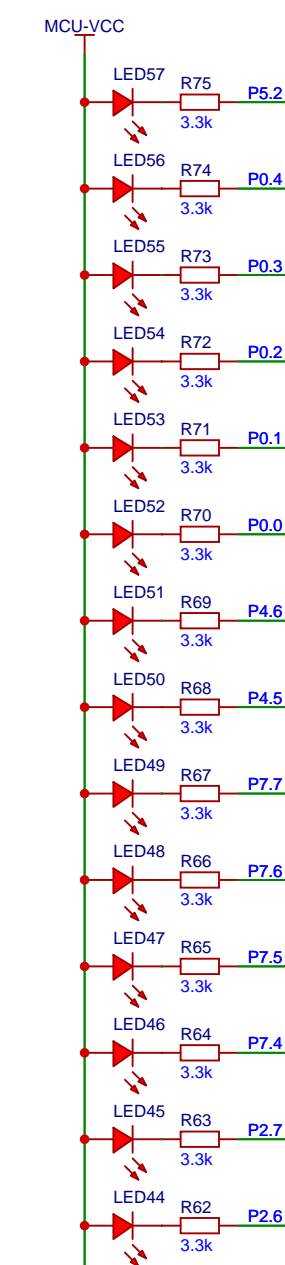 MCU-VCC
LED57 R75 P5.2
3.3k
LED56 R74 P0.4
3.3k
LED55 R73 P0.3
3.3k
LED54 R72 P0.2
3.3k
LED53 R71 P0.1
3.3k
LED52 R70 P0.0
3.3k
LED51 R69 P4.6
3.3k
LED50 R68 P4.5
3.3k
LED49 R67 P7.7
3.3k
LED48 R66 P7.6
3.3k
LED47 R65 P7.5
3.3k
LED46 R64 P7.4
3.3k
LED45 R63 P2.7
3.3k
LED44 R62 P2.6
3.3k